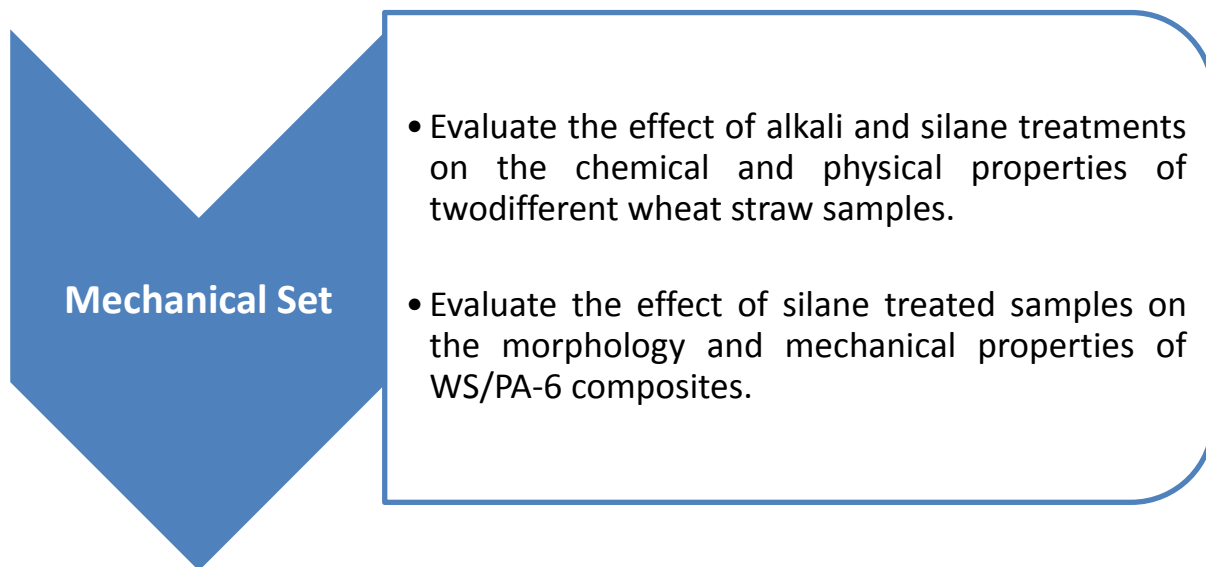 Mechanical Set
• Evaluate the effect of alkali and silane treatments
on the chemical and physical properties of
twodifferent wheat straw samples.
• Evaluate the effect of silane treated samples on
the morphology and mechanical properties of
WS/PA-6 composites.